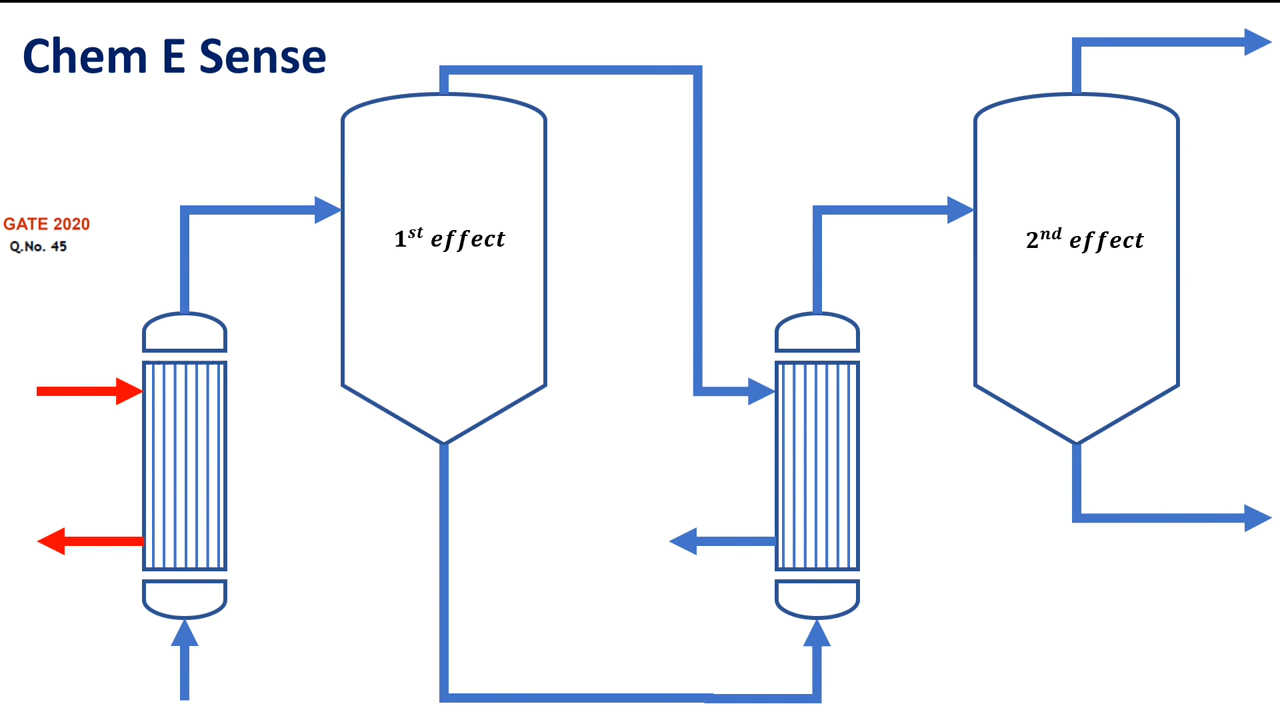 Chem E Sense
GATE 2020
Q.No. 45
1st effect
2nd effect